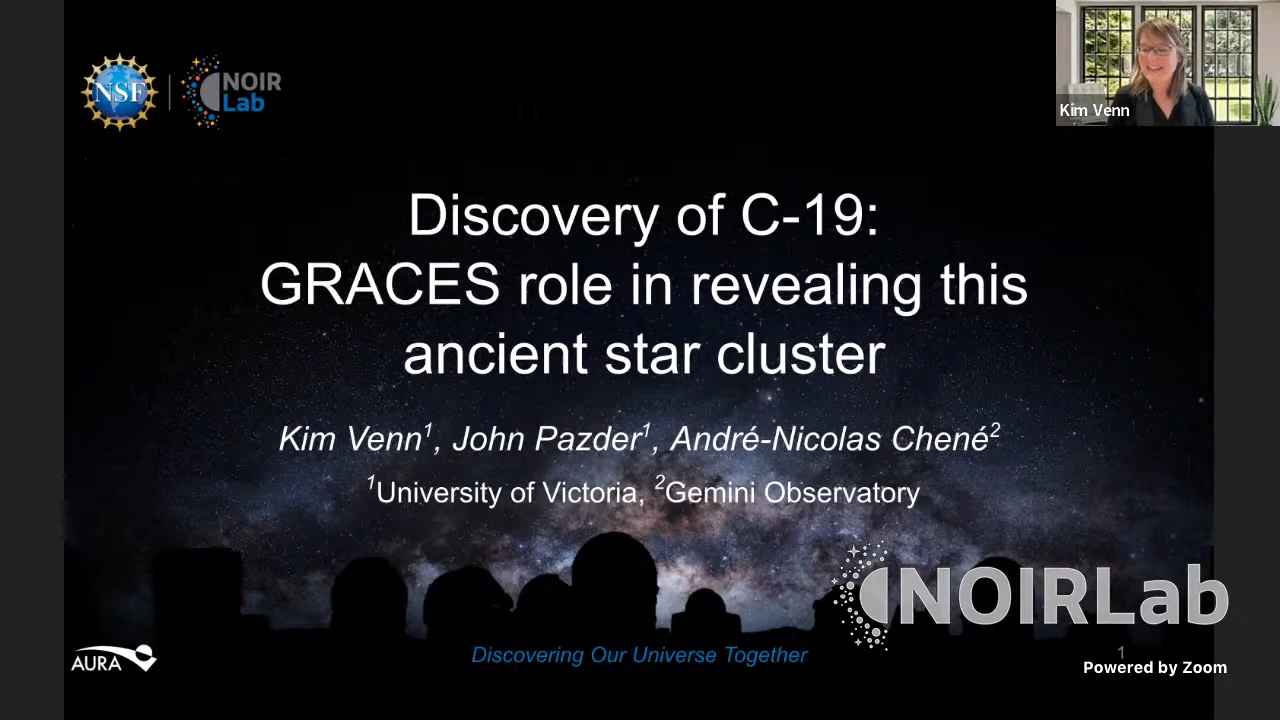 NSF
NOIR
Lab
Kim Venn
Discovery of C-19:
GRACES role in revealing this
ancient star cluster
Kim Venn¹, John Pazder¹, André-Nicolas Chené²
¹University of Victoria, ²Gemini Observatory
NOIRLab
AURA
Discovering Our Universe Together
1
Powered by Zoom